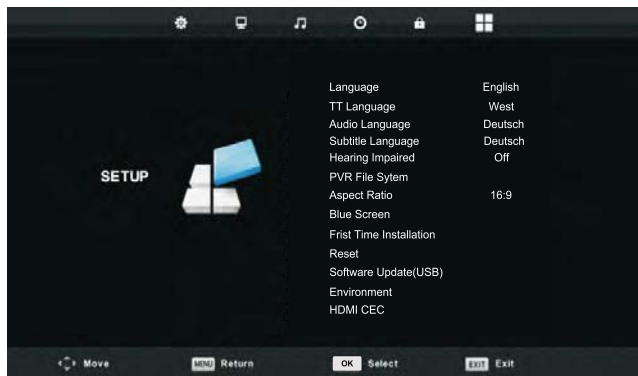 Language English
TT Language West
Audio Language Deutsch
Subtitle Language Deutsch
Hearing Impaired Off
SETUP
PVR File Sytem
Aspect Ratio 16:9
Blue Screen
Frist Time Installation
Reset
Software Update(USB)
Environment
HDMI CEC
Move MENU Return OK Select EXIT Exit